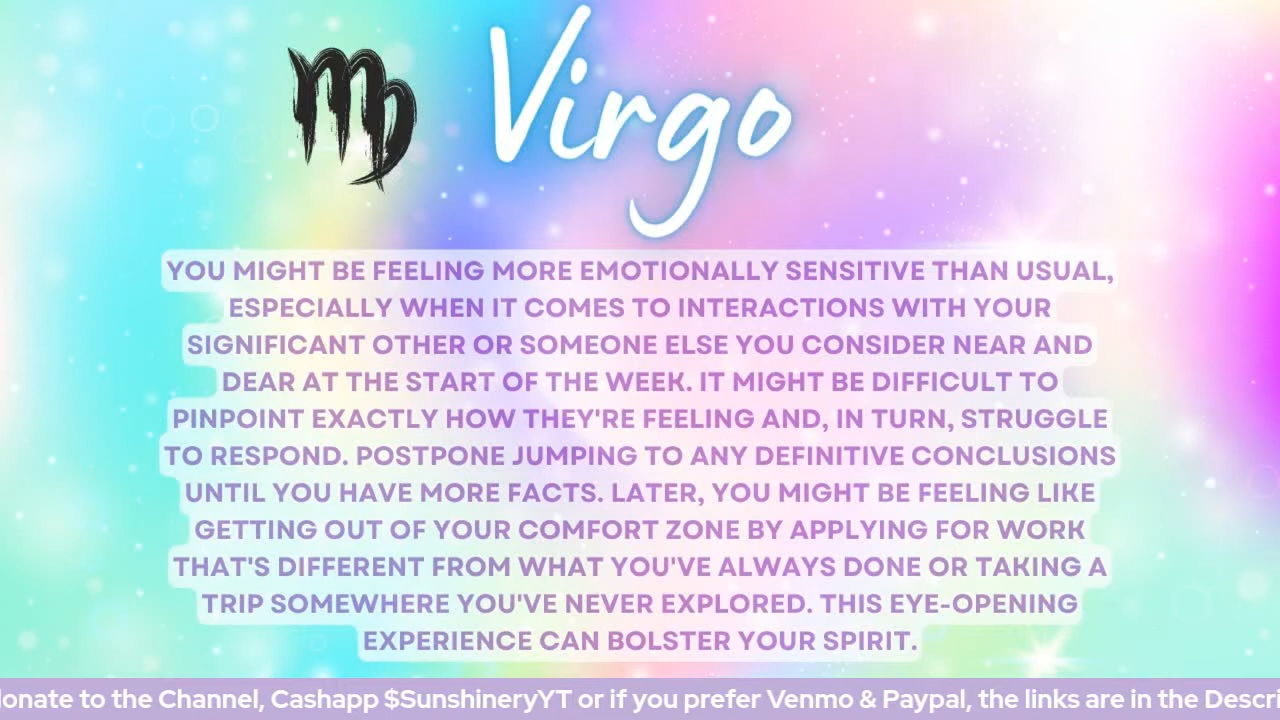 Virgo
YOU MIGHT BE FEELING MORE EMOTIONALLY SENSITIVE THAN USUAL,
ESPECIALLY WHEN IT COMES TO INTERACTIONS WITH YOUR
SIGNIFICANT OTHER OR SOMEONE ELSE YOU CONSIDER NEAR AND
DEAR AT THE START OF THE WEEK. IT MIGHT BE DIFFICULT TO
PINPOINT EXACTLY HOW THEY'RE FEELING AND, IN TURN, STRUGGLE
TO RESPOND. POSTPONE JUMPING TO ANY DEFINITIVE CONCLUSIONS
UNTIL YOU HAVE MORE FACTS. LATER, YOU MIGHT BE FEELING LIKE
GETTING OUT OF YOUR COMFORT ZONE BY APPLYING FOR WORK
THAT'S DIFFERENT FROM WHAT YOU'VE ALWAYS DONE OR TAKING A
TRIP SOMEWHERE YOU'VE NEVER EXPLORED. THIS EYE-OPENING
EXPERIENCE CAN BOLSTER YOUR SPIRIT.
onate to the Channel, Cashapp $SunshineryYT or if you prefer Venmo & Paypal, the links are in the Descri